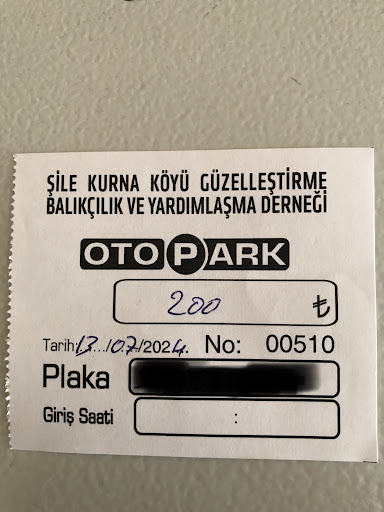 ŞİLE KURNA KÖYÜ GÜZELLEŞTİRME
BALIKÇILIK VE YARDIMLAŞMA DERNEĞİ
OTOPARK
200 ₺
Tarih: 13.../07./2024. No: 00510
Plaka
Giriş Saati :